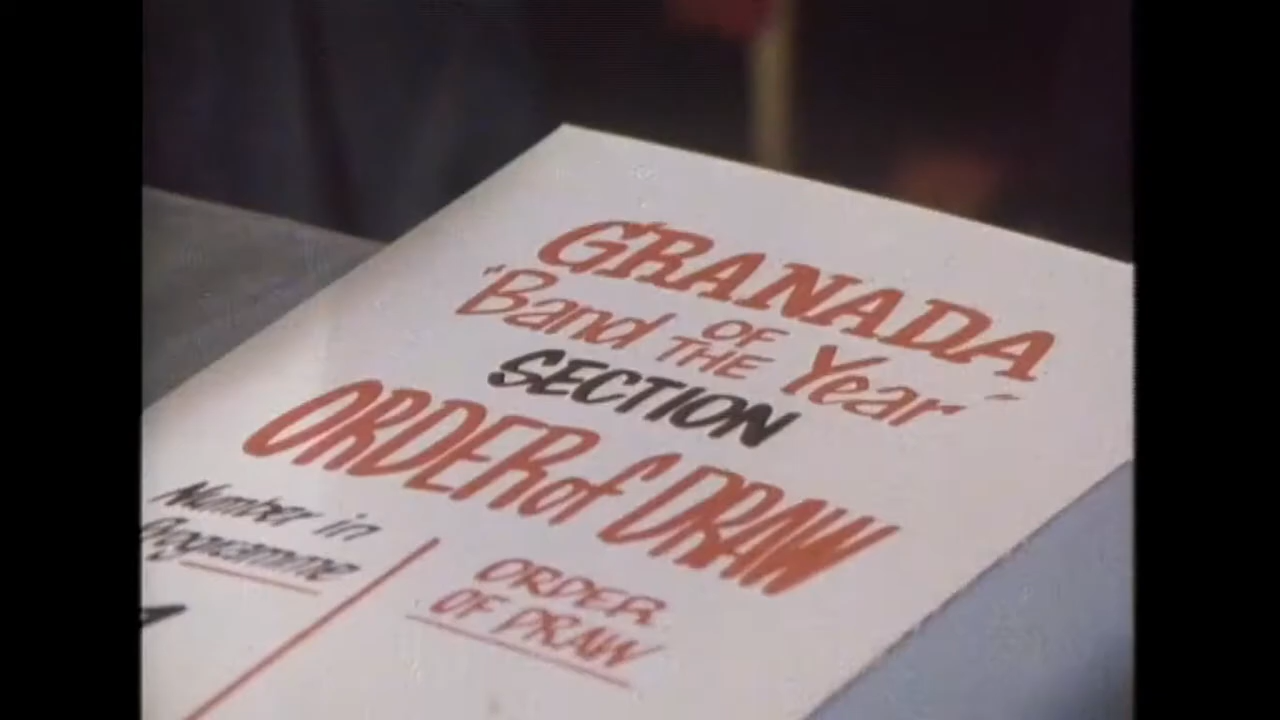 GRANADA
"Band OF THE Year"
SECTION
ORDER of DRAW
Number in
Programme
ORDER
OF DRAW